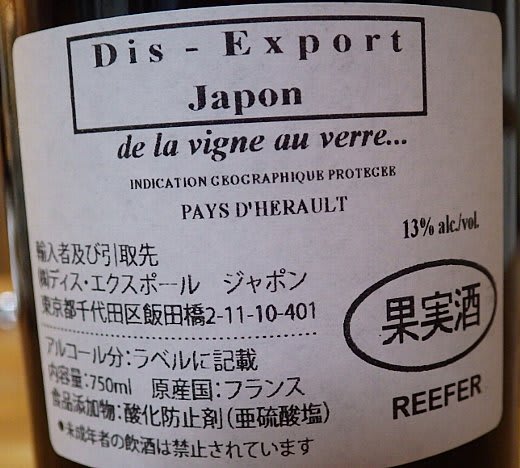 Dis - Export
Japon
de la vigne au verre...
INDICATION GEOGRAPHIQUE PROTEGEE
PAYS D'HERAULT
13% alc./vol.
輸入者及び引取先
㈱ディス・エクスポール ジャポン
東京都千代田区飯田橋2-11-10-401
果実酒
アルコール分:ラベルに記載
内容量:750ml 原産国:フランス
食品添加物:酸化防止剤(亜硫酸塩)
REEFER
●未成年者の飲酒は禁止されています